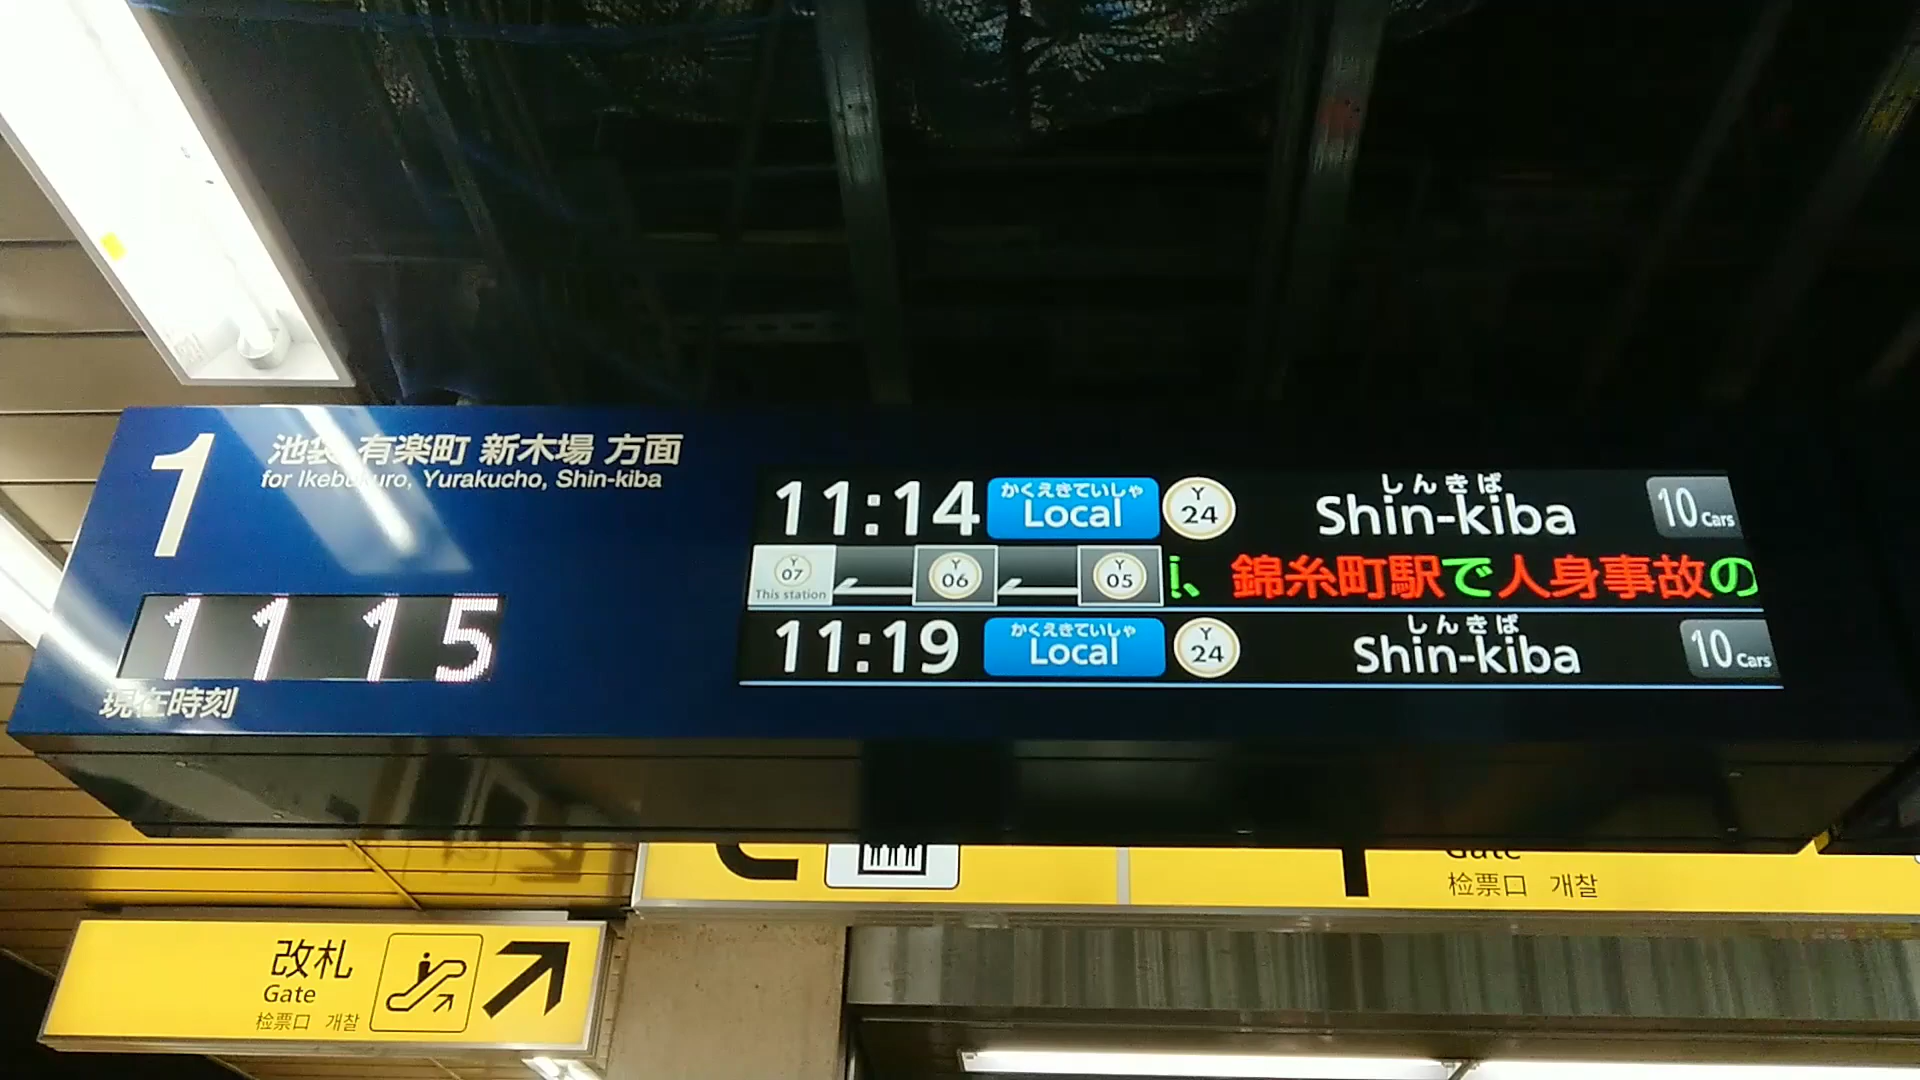 1
池袋 有楽町 新木場 方面
for Ikebukuro, Yurakucho, Shin-kiba
11 15
現在時刻
11:14 かくえきていしゃ Local Y 24 しんきば Shin-kiba 10 Cars
Y 07 This station Y 06 Y 05
、錦糸町駅で人身事故の
11:19 かくえきていしゃ Local Y 24 しんきば Shin-kiba 10 Cars
Gate
检票口 개찰
改札
Gate
检票口 개찰